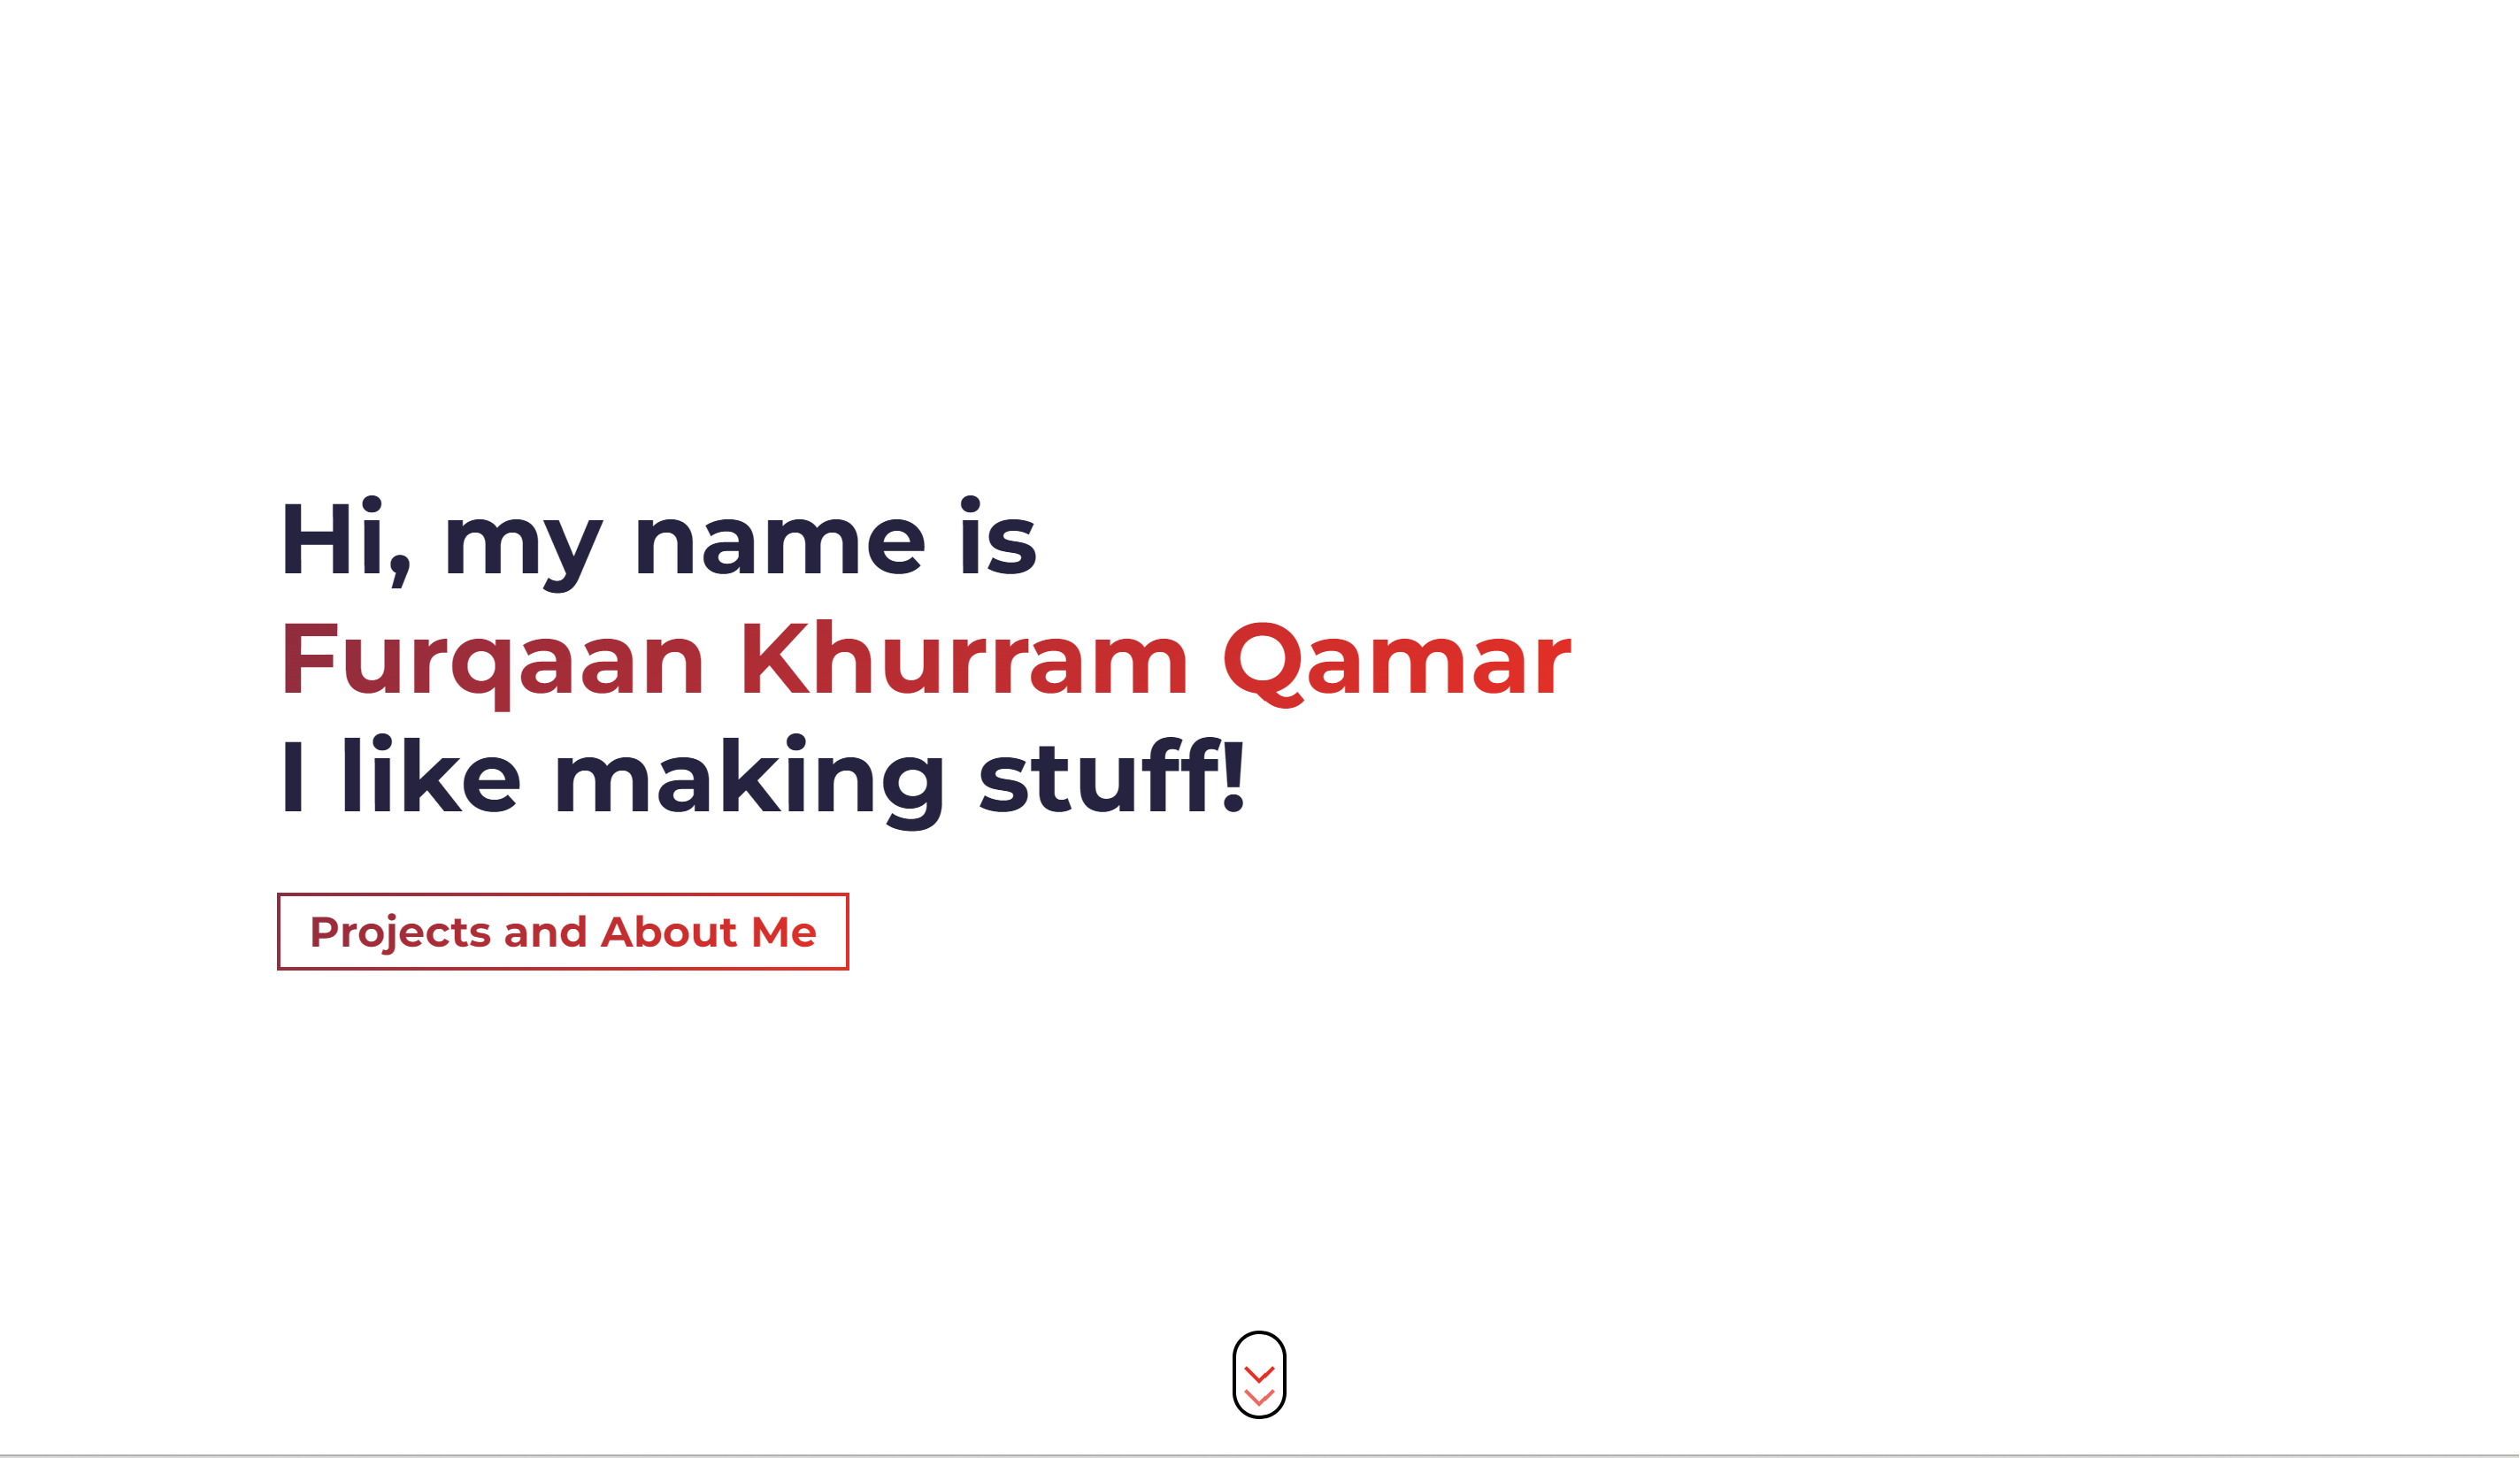 Hi, my name is
Furqaan Khurram Qamar
I like making stuff!
Projects and About Me